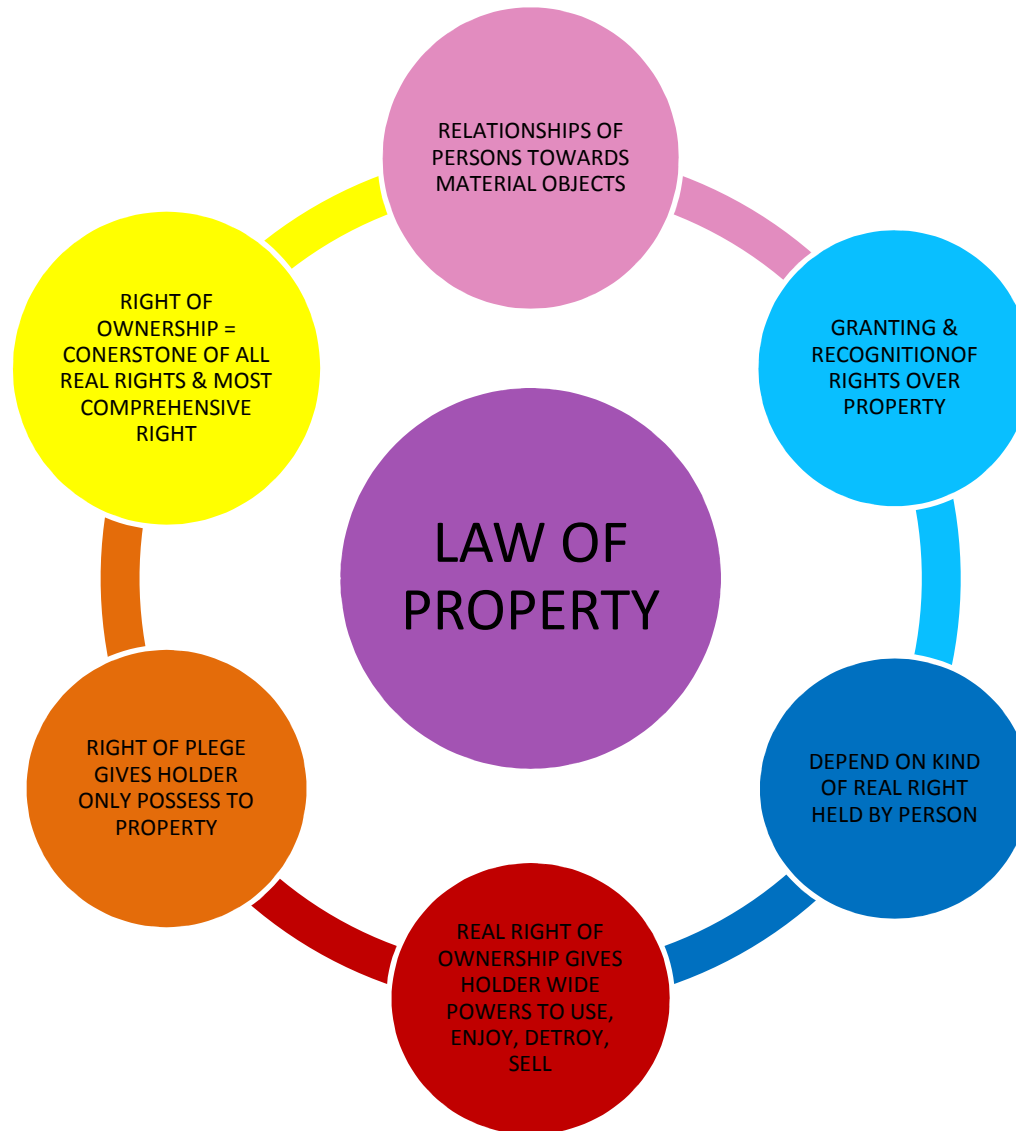 RELATIONSHIPS OF
PERSONS TOWARDS
MATERIAL OBJECTS
GRANTING &
RECOGNITIONOF
RIGHTS OVER
PROPERTY
DEPEND ON KIND
OF REAL RIGHT
HELD BY PERSON
REAL RIGHT OF
OWNERSHIP GIVES
HOLDER WIDE
POWERS TO USE,
ENJOY, DETROY,
SELL
RIGHT OF PLEGE
GIVES HOLDER
ONLY POSSESS TO
PROPERTY
RIGHT OF
OWNERSHIP =
CONERSTONE OF ALL
REAL RIGHTS & MOST
COMPREHENSIVE
RIGHT
LAW OF
PROPERTY